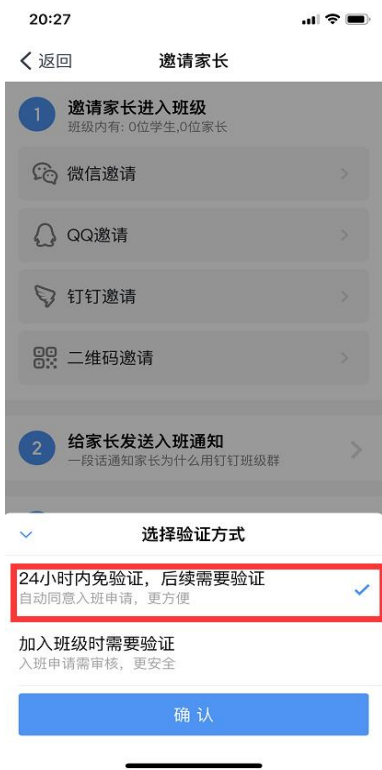 20:27
返回
邀请家长
1
邀请家长进入班级
班级内有: 0位学生,0位家长
微信邀请
QQ邀请
钉钉邀请
二维码邀请
2
给家长发送入班通知
一段话通知家长为什么用钉钉班级群
选择验证方式
24小时内免验证，后续需要验证
自动同意入班申请，更方便
加入班级时需要验证
入班申请需审核，更安全
确 认